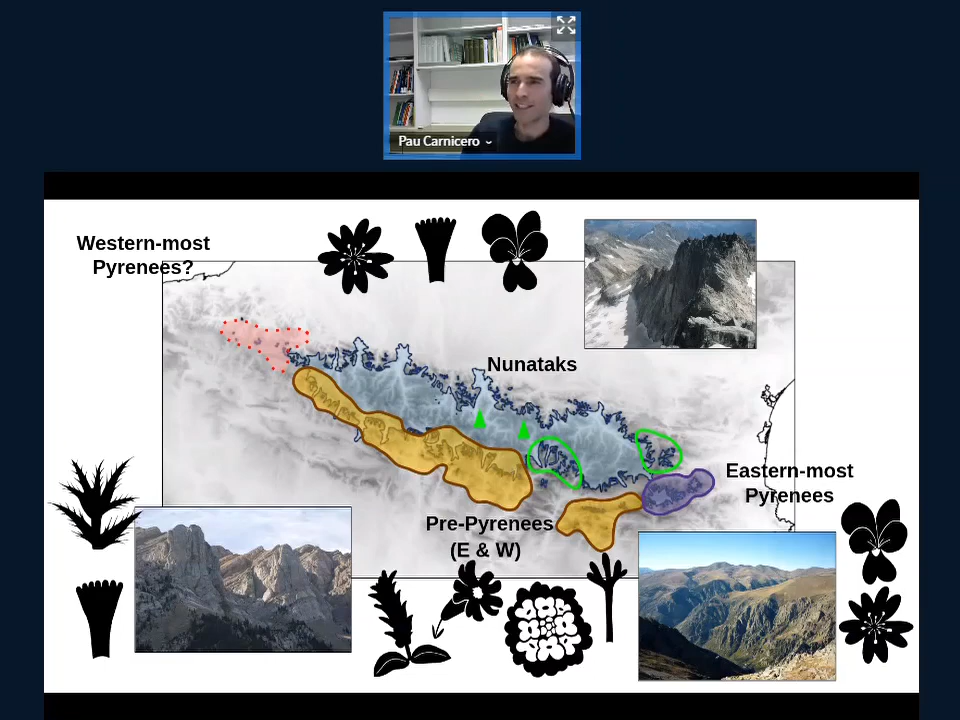 Pau Carnicero
Western-most
Pyrenees?
Nunataks
Eastern-most
Pyrenees
Pre-Pyrenees
(E & W)